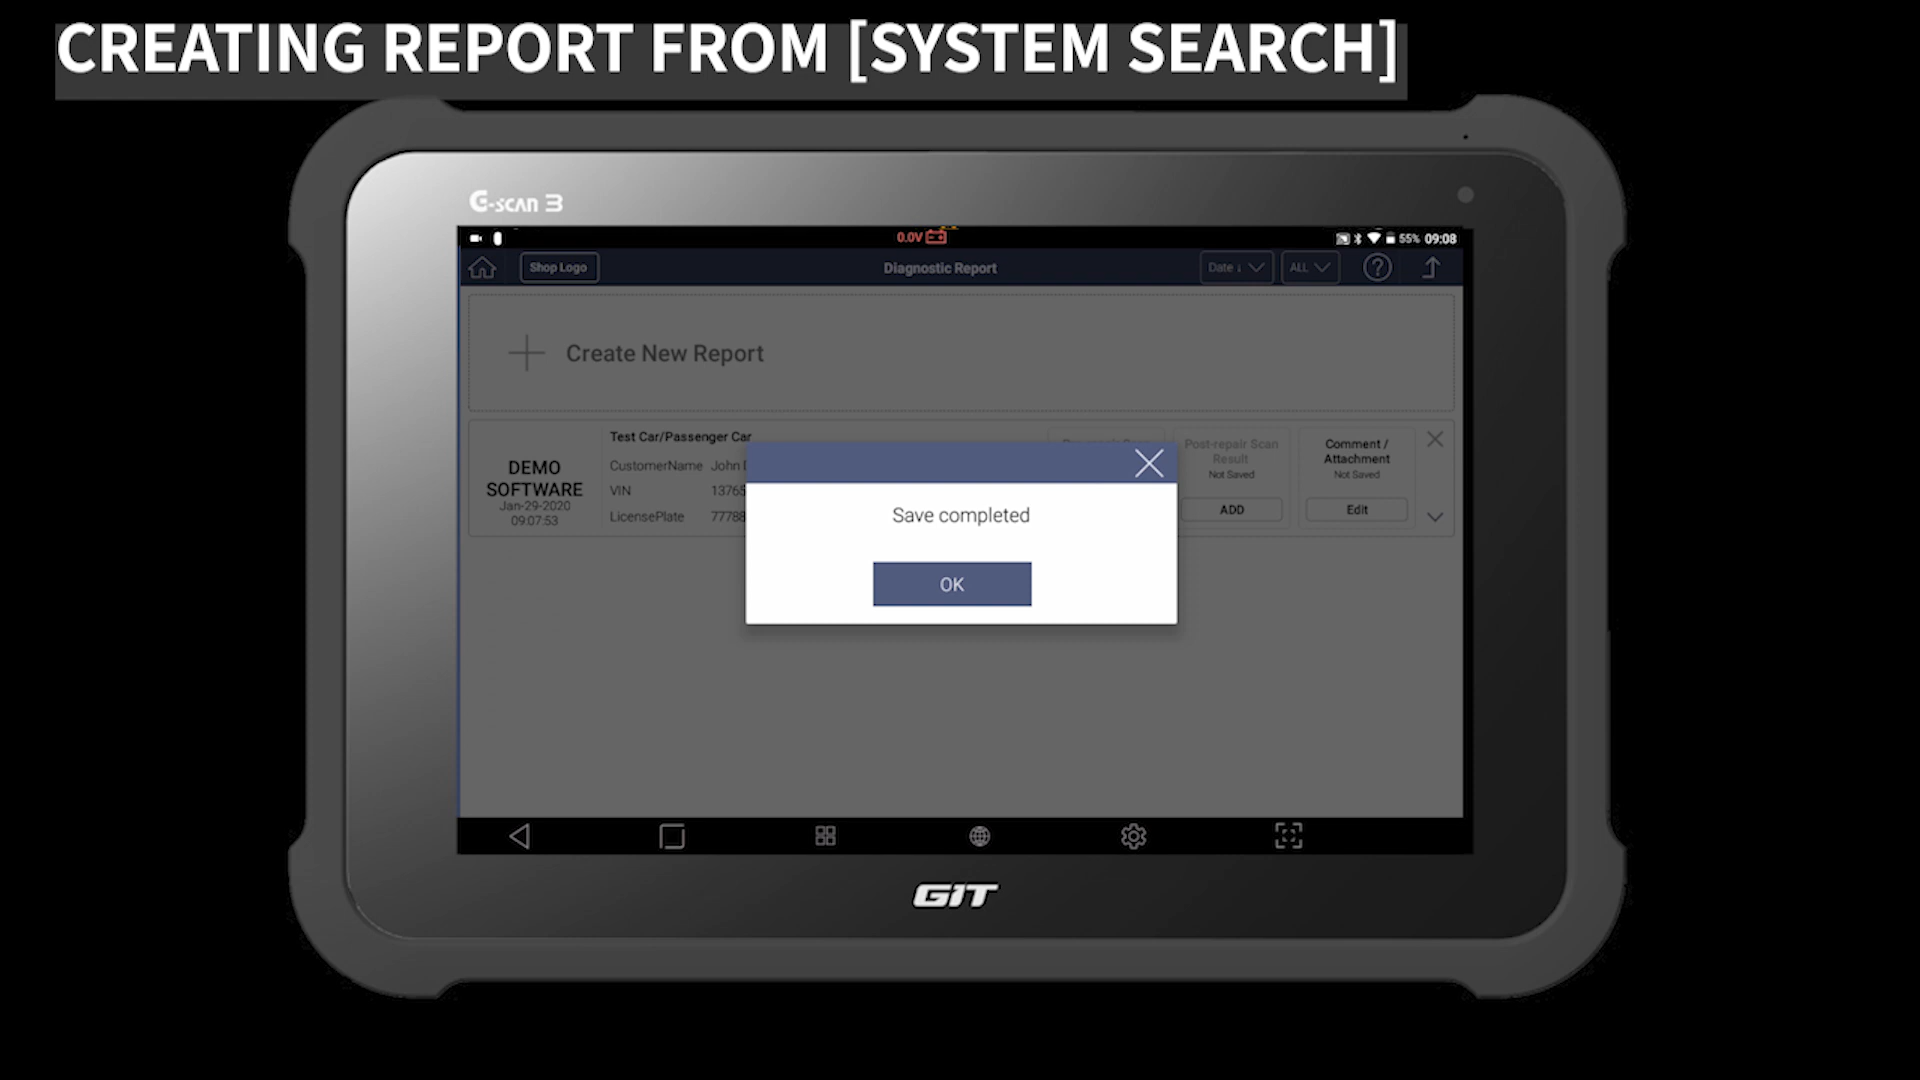 CREATING REPORT FROM [SYSTEM SEARCH]
G-scan 3
0.0V
55% 09:08
Shop Logo
Diagnostic Report
Date ↓
ALL
Create New Report
DEMO
SOFTWARE
Jan-29-2020
09:07:53
Test Car/Passenger Car
CustomerName John
VIN 13765
LicensePlate 77788
Post-repair Scan
Result
Not Saved
ADD
Comment /
Attachment
Not Saved
Edit
Save completed
OK
GIT